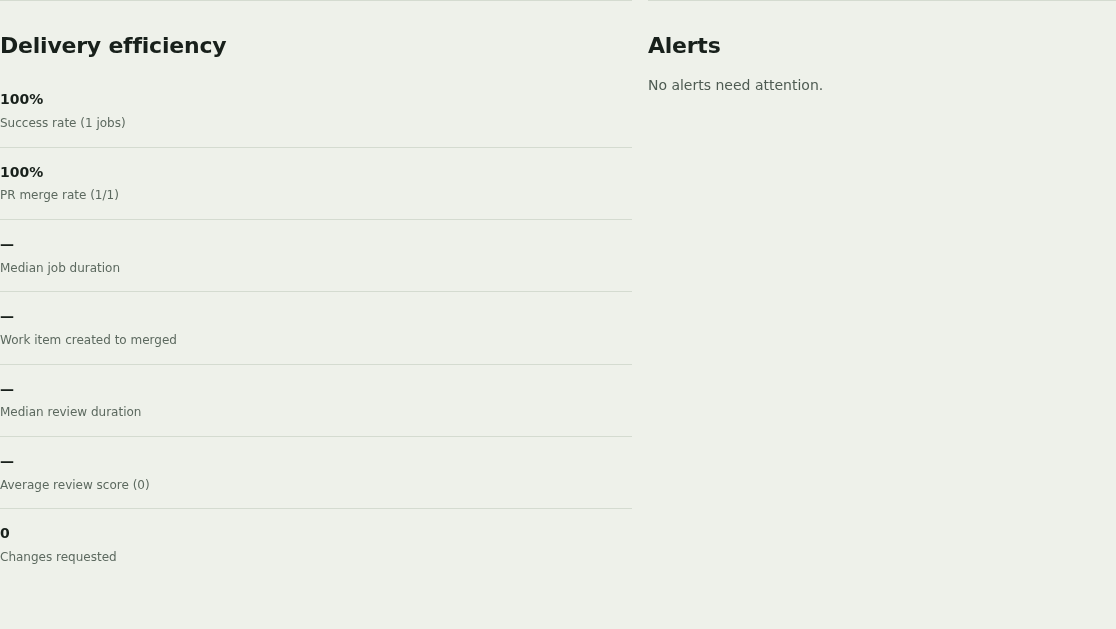 Delivery efficiency
100%
Success rate (1 jobs)
100%
PR merge rate (1/1)
—
Median job duration
—
Work item created to merged
—
Median review duration
—
Average review score (0)
0
Changes requested
Alerts
No alerts need attention.